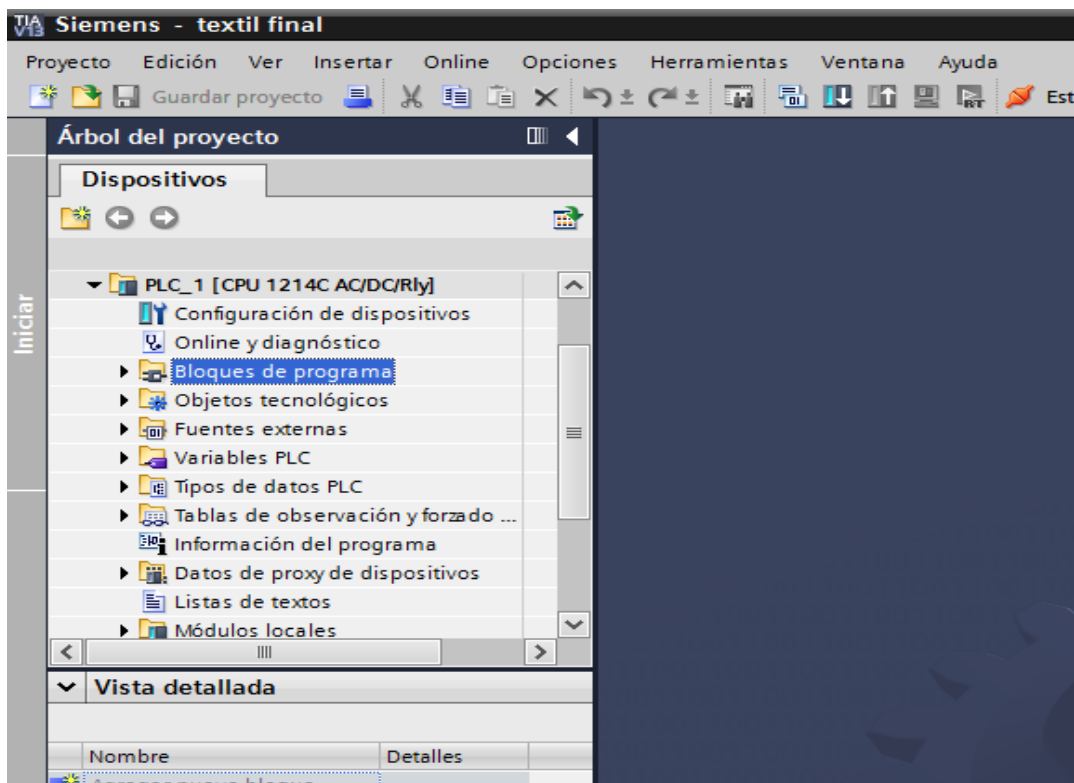 TIA V13 Siemens - textil final
Proyecto Edición Ver Insertar Online Opciones Herramientas Ventana Ayuda
Guardar proyecto Est
Árbol del proyecto
Dispositivos
Iniciar
PLC_1 [CPU 1214C AC/DC/Rly]
Configuración de dispositivos
Online y diagnóstico
Bloques de programa
Objetos tecnológicos
Fuentes externas
Variables PLC
Tipos de datos PLC
Tablas de observación y forzado ...
Información del programa
Datos de proxy de dispositivos
Listas de textos
Módulos locales
Vista detallada
Nombre Detalles